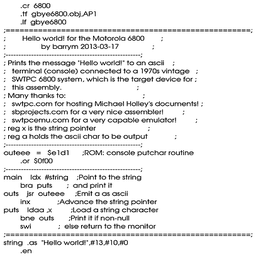 .cr 6800
.tf gbye6800.obj,AP1
.lf gbye6800
;=====================================================;
; Hello world! for the Motorola 6800 ;
; by barrym 2013-03-17 ;
;-----------------------------------------------------;
; Prints the message "Hello world!" to an ascii ;
; terminal (console) connected to a 1970s vintage ;
; SWTPC 6800 system, which is the target device for ;
; this assembly. ;
; Many thanks to: ;
; swtpc.com for hosting Michael Holley's documents! ;
; sbprojects.com for a very nice assembler! ;
; swtpcemu.com for a very capable emulator! ;
; reg x is the string pointer ;
; reg a holds the ascii char to be output ;
;-----------------------------------------------------;
outeee = $e1d1 ;ROM: console putchar routine
.or $0f00
;-----------------------------------------------------;
main ldx #string ;Point to the string
bra puts ; and print it
outs jsr outeee ;Emit a as ascii
inx ;Advance the string pointer
puts ldaa ,x ;Load a string character
bne outs ;Print it if non-null
swi ; else return to the monitor
;=====================================================;
string .as "Hello world!",#13,#10,#0
.en